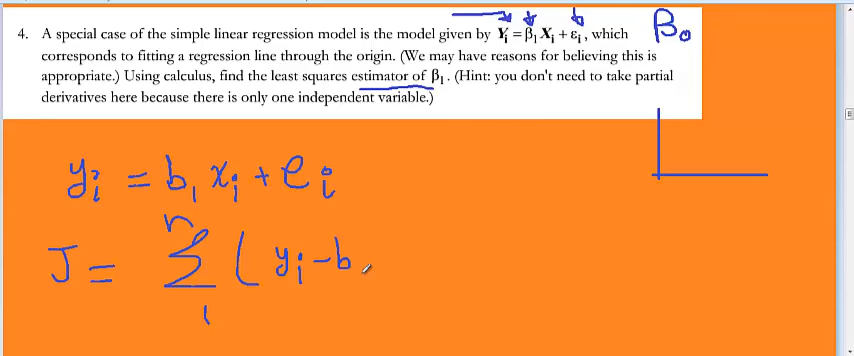 4. A special case of the simple linear regression model is the model given by Yᵢ = β₁ Xᵢ + εᵢ, which
corresponds to fitting a regression line through the origin. (We may have reasons for believing this is
appropriate.) Using calculus, find the least squares estimator of β₁. (Hint: you don't need to take partial
derivatives here because there is only one independent variable.)
β₀
yᵢ = b₁ xᵢ + eᵢ
n
J = Σ ( yᵢ – b
1